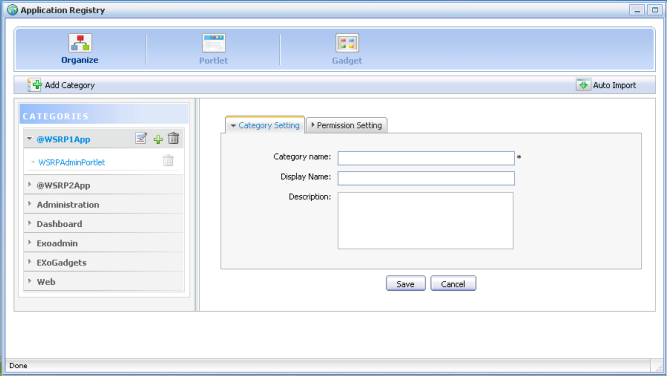 Application Registry
Organize
Portlet
Gadget
Add Category
Auto Import
CATEGORIES
@WSRP1App
WSRPAdminPortlet
@WSRP2App
Administration
Dashboard
Exoadmin
EXoGadgets
Web
Category Setting
Permission Setting
Category name: *
Display Name:
Description:
Save
Cancel
Done